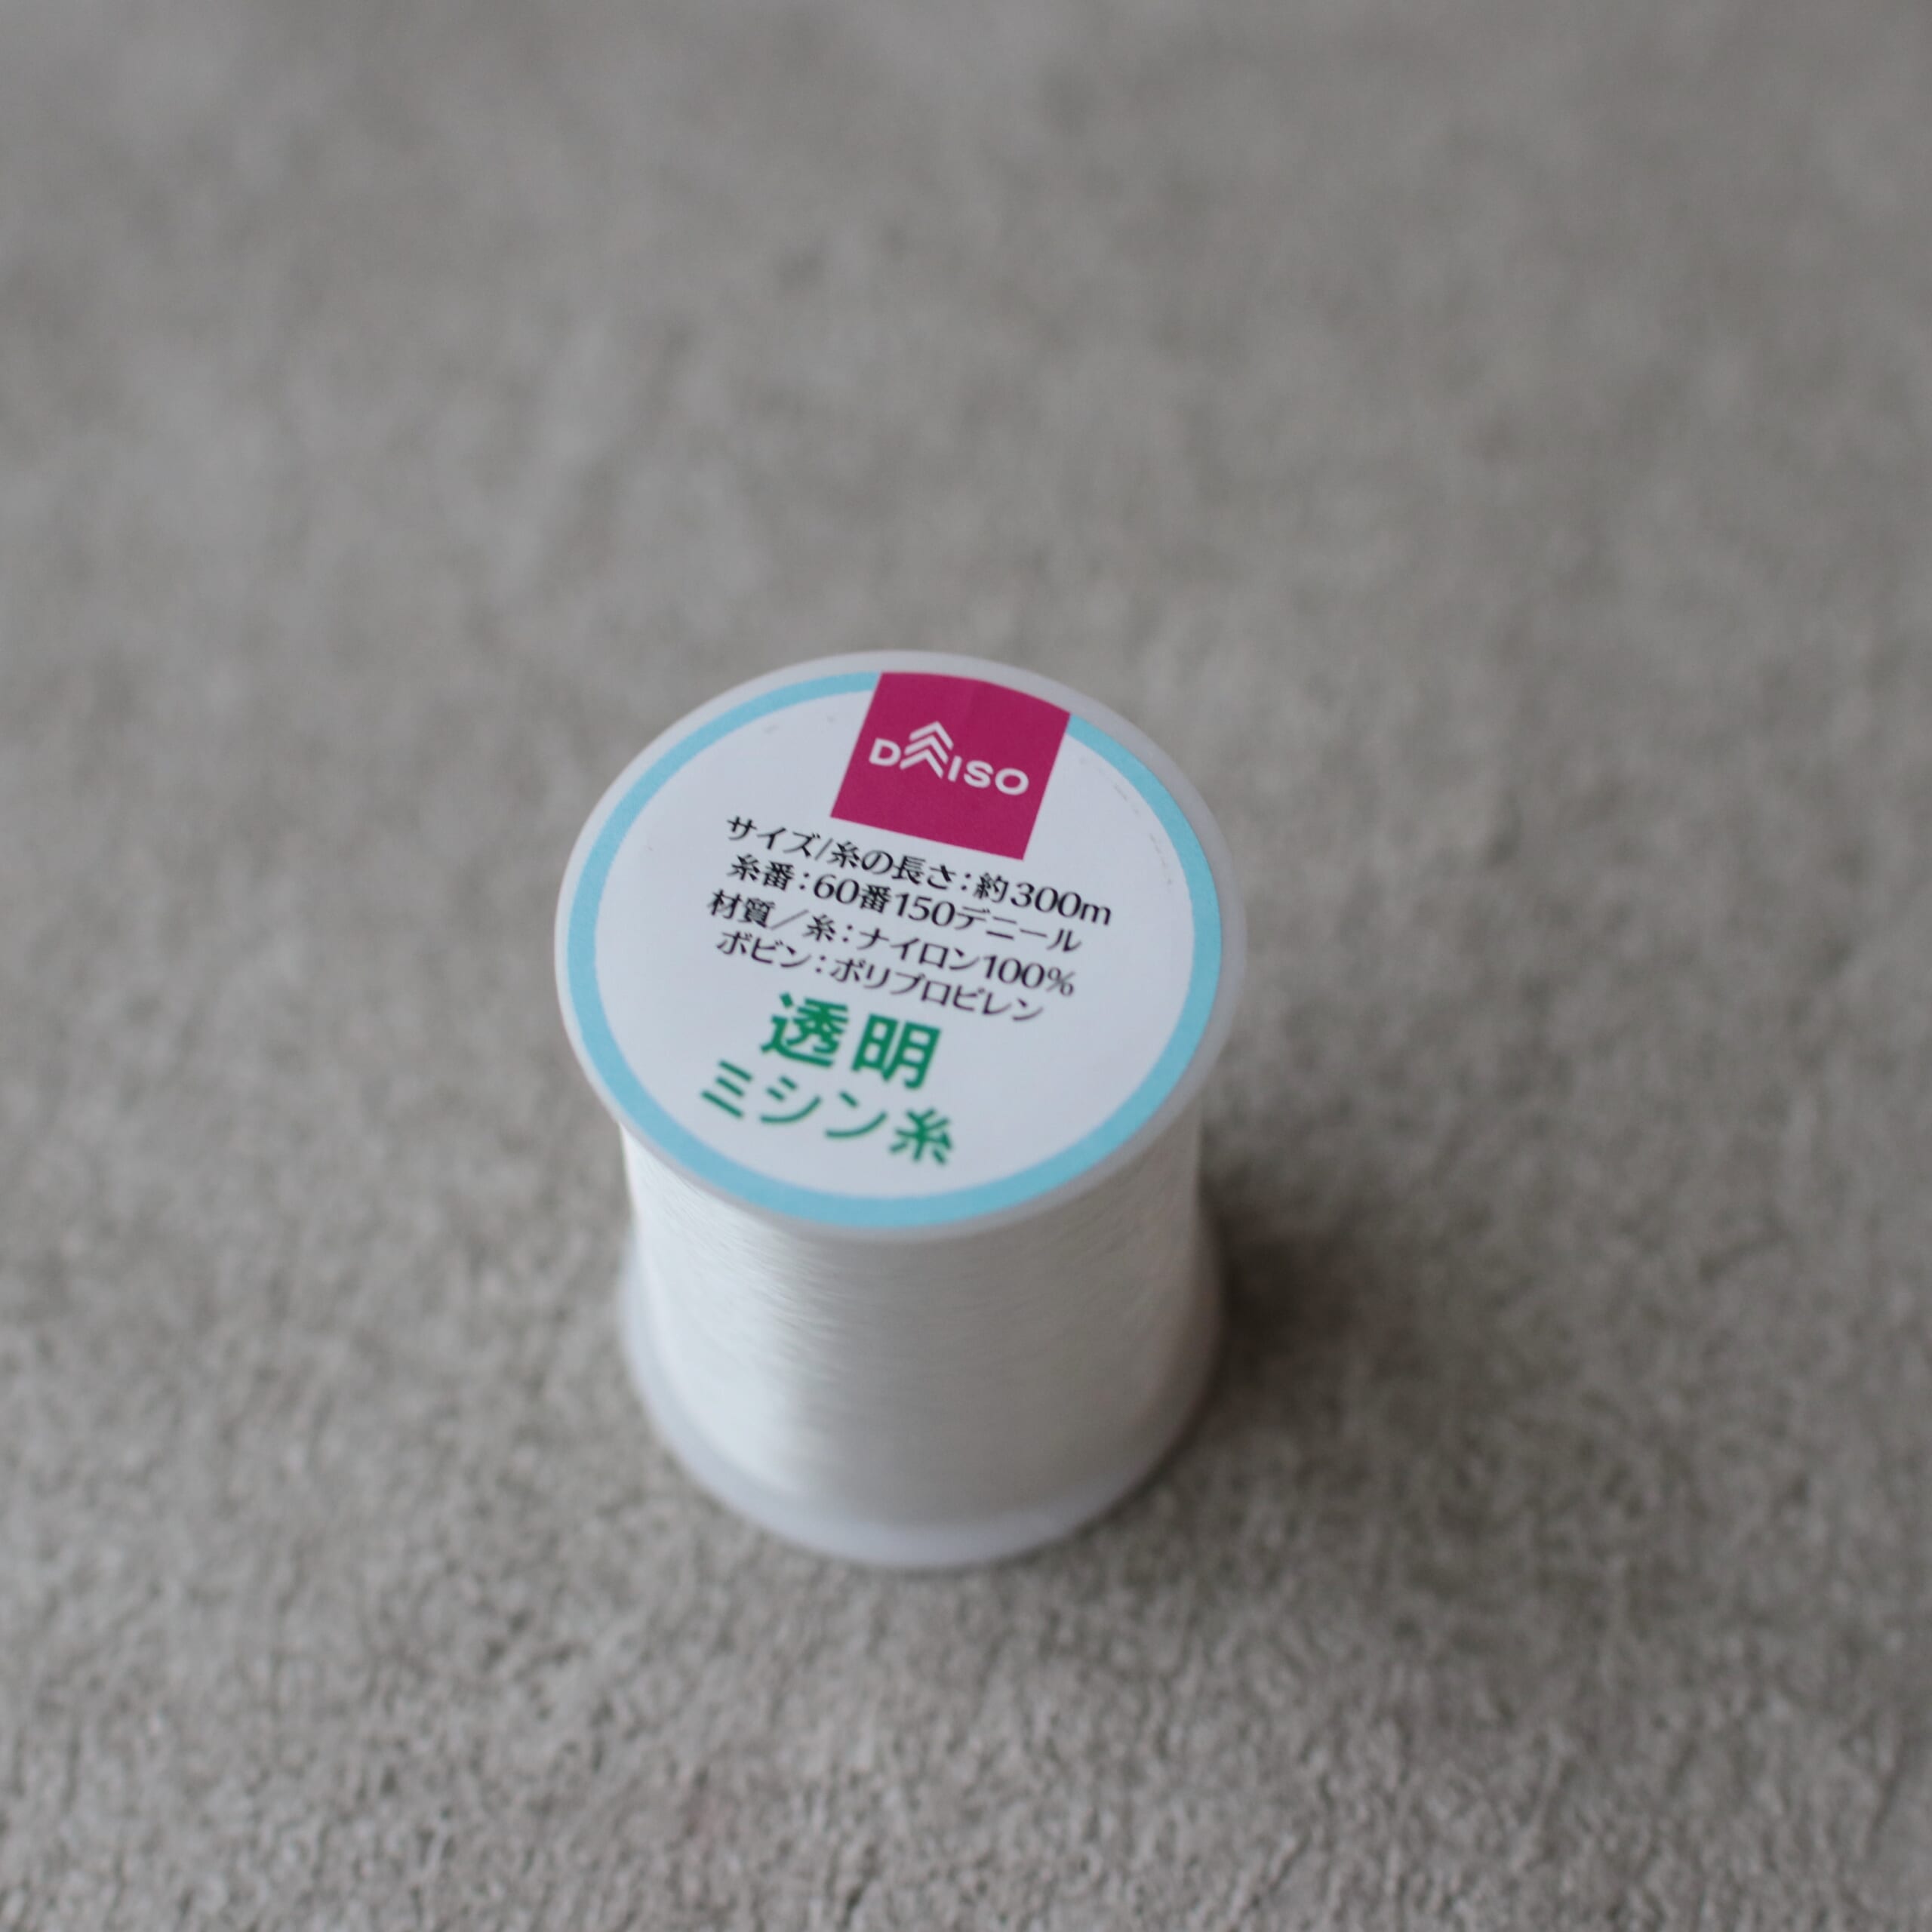 DAISO
サイズ/糸の長さ：約300m
糸番：60番150デニール
材質／糸：ナイロン100%
ボビン：ポリプロピレン
透明
ミシン糸